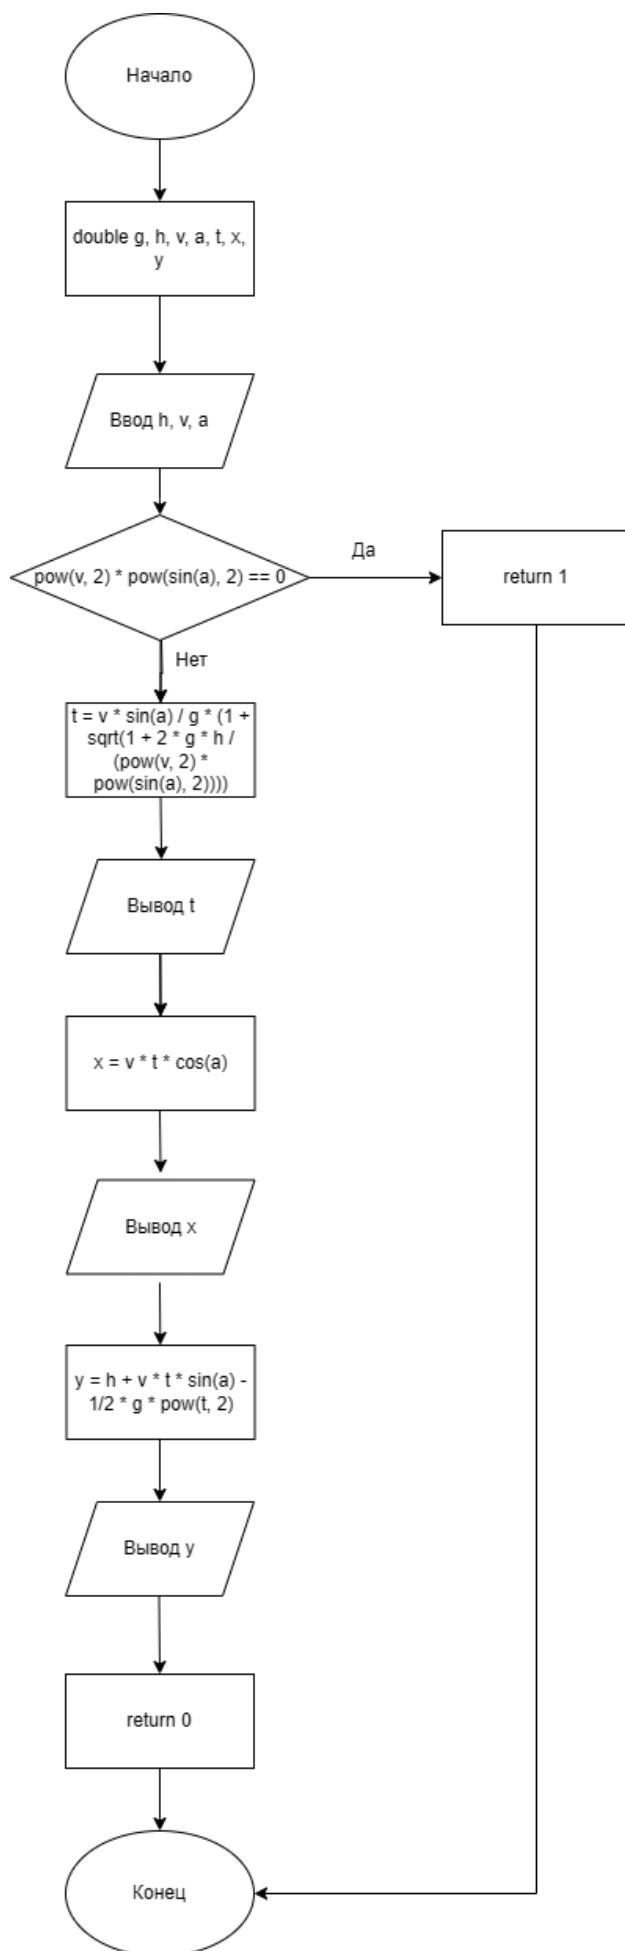 Начало
double g, h, v, a, t, x,
y
Ввод h, v, a
pow(v, 2) * pow(sin(a), 2) == 0
Да
return 1
Нет
t = v * sin(a) / g * (1 +
sqrt(1 + 2 * g * h /
(pow(v, 2) *
pow(sin(a), 2))))
Вывод t
x = v * t * cos(a)
Вывод x
y = h + v * t * sin(a) -
1/2 * g * pow(t, 2)
Вывод y
return 0
Конец